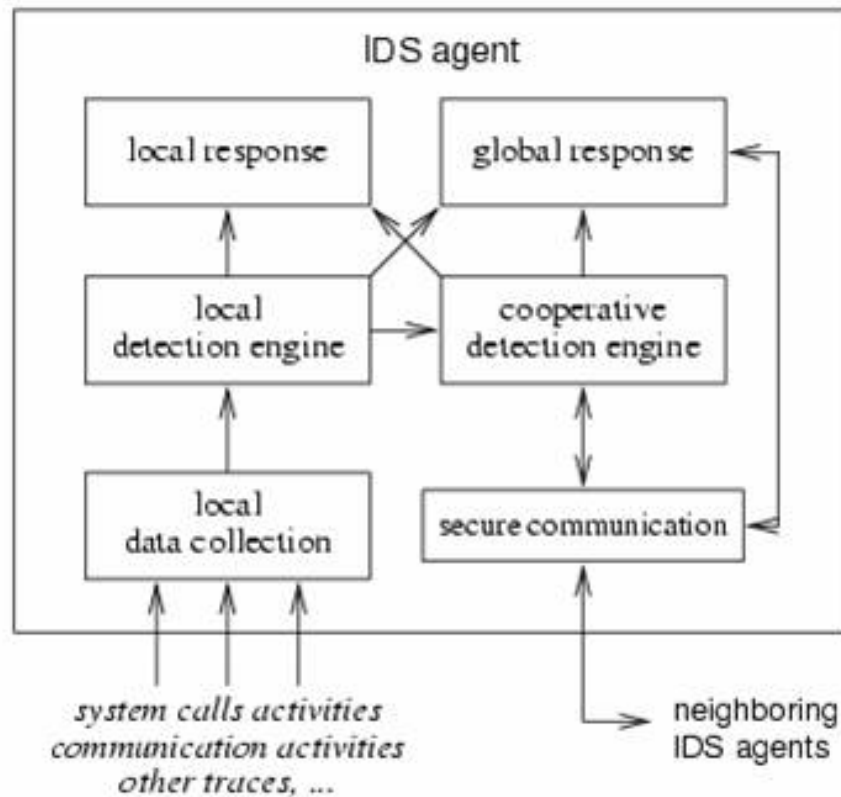 IDS agent
local response
global response
local
detection engine
cooperative
detection engine
local
data collection
secure communication
system calls activities
communication activities
other traces, ...
neighboring
IDS agents